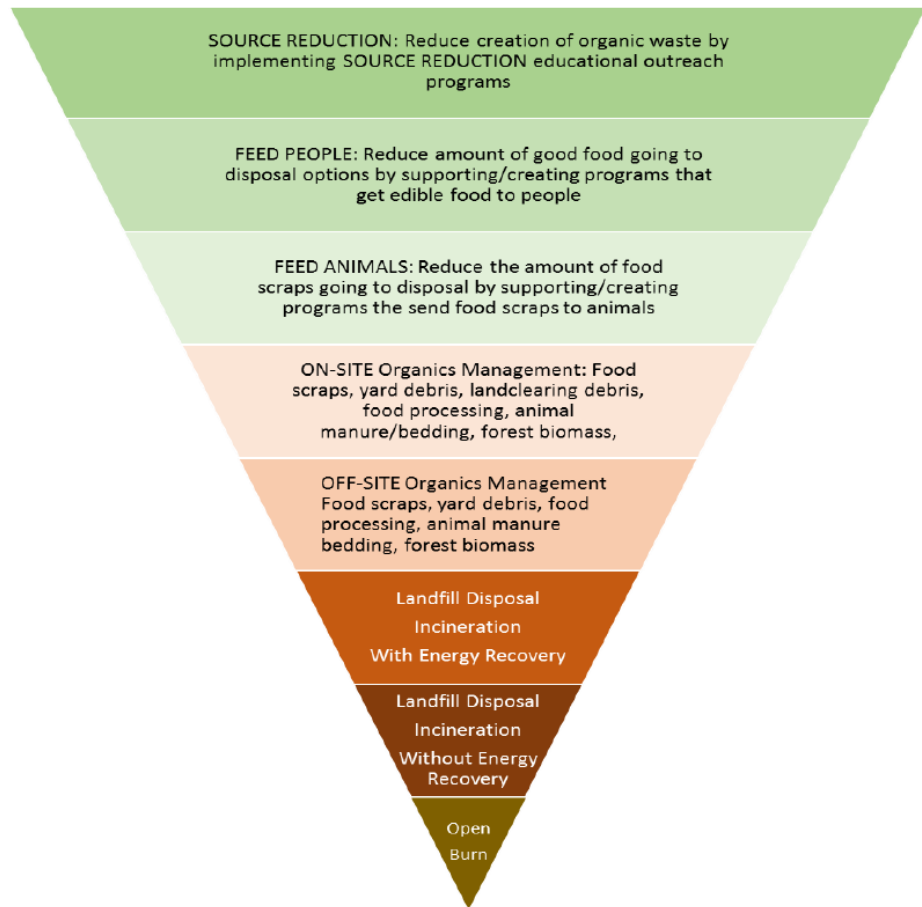 SOURCE REDUCTION: Reduce creation of organic waste by
implementing SOURCE REDUCTION educational outreach
programs
FEED PEOPLE: Reduce amount of good food going to
disposal options by supporting/creating programs that
get edible food to people
FEED ANIMALS: Reduce the amount of food
scraps going to disposal by supporting/creating
programs the send food scraps to animals
ON-SITE Organics Management: Food
scraps, yard debris, landclearing debris,
food processing, animal
manure/bedding, forest biomass,
OFF-SITE Organics Management
Food scraps, yard debris, food
processing, animal manure
bedding, forest biomass
Landfill Disposal
Incineration
With Energy Recovery
Landfill Disposal
Incineration
Without Energy
Recovery
Open
Burn